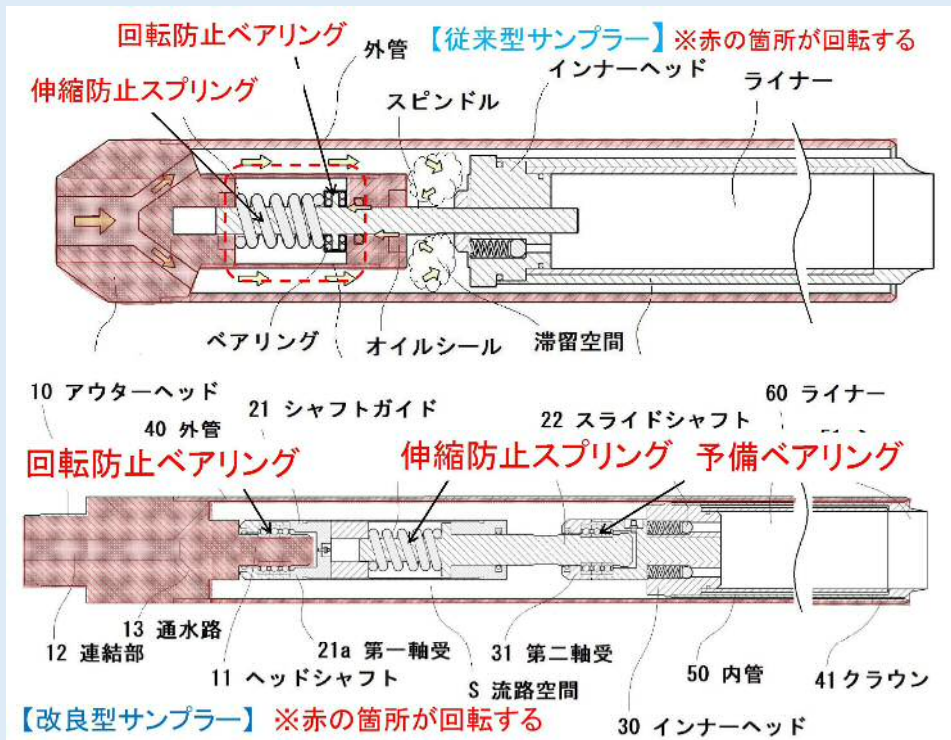 回転防止ベアリング
【従来型サンプラー】 ※赤の箇所が回転する
外管
インナーヘッド
伸縮防止スプリング
スピンドル
ライナー
ベアリング
オイルシール
滞留空間
10 アウターヘッド
21 シャフトガイド
60 ライナー
40 外管
22 スライドシャフト
回転防止ベアリング
伸縮防止スプリング
予備ベアリング
13 通水路
12 連結部
21a 第一軸受
31 第二軸受
50 内管
41 クラウン
11 ヘッドシャフト
S 流路空間
30 インナーヘッド
【改良型サンプラー】 ※赤の箇所が回転する